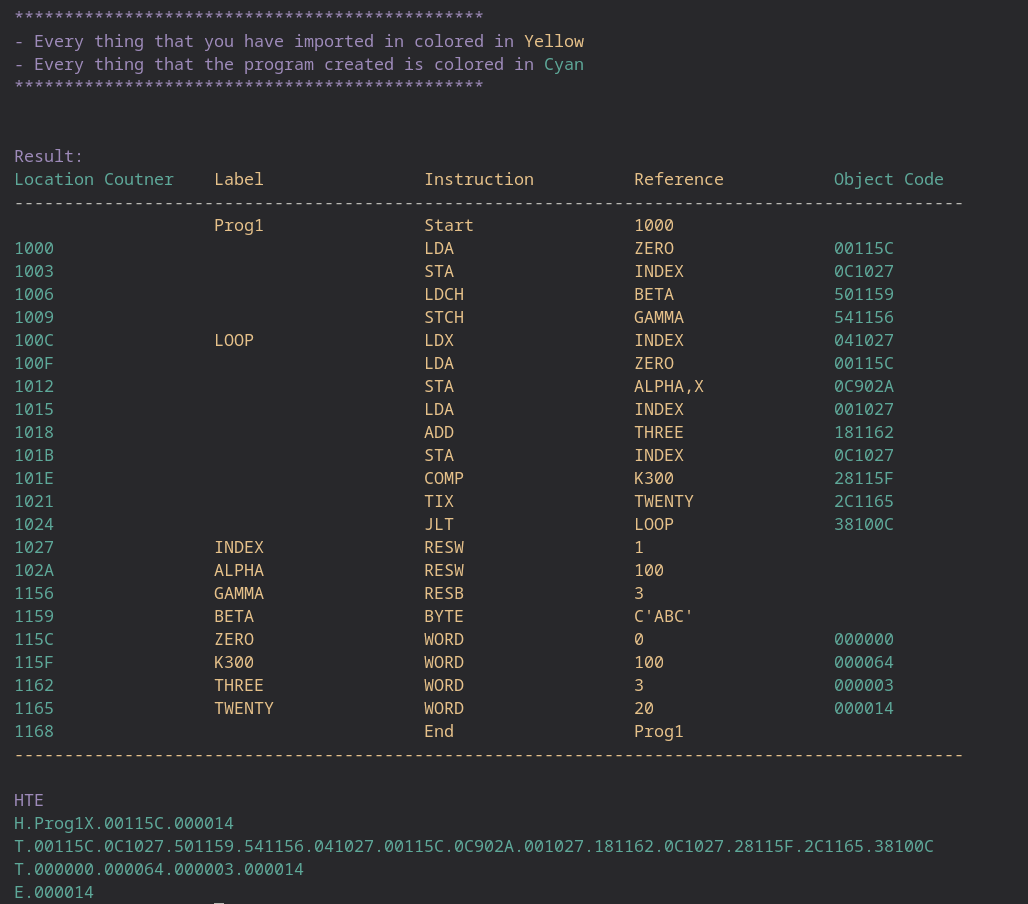 ***********************************************
- Every thing that you have imported in colored in Yellow
- Every thing that the program created is colored in Cyan
***********************************************
Result:
Location Coutner Label Instruction Reference Object Code
-----------------------------------------------------------------------------------------------
Prog1 Start 1000
1000 LDA ZERO 00115C
1003 STA INDEX 0C1027
1006 LDCH BETA 501159
1009 STCH GAMMA 541156
100C LOOP LDX INDEX 041027
100F LDA ZERO 00115C
1012 STA ALPHA,X 0C902A
1015 LDA INDEX 001027
1018 ADD THREE 181162
101B STA INDEX 0C1027
101E COMP K300 28115F
1021 TIX TWENTY 2C1165
1024 JLT LOOP 38100C
1027 INDEX RESW 1
102A ALPHA RESW 100
1156 GAMMA RESB 3
1159 BETA BYTE C'ABC'
115C ZERO WORD 0 000000
115F K300 WORD 100 000064
1162 THREE WORD 3 000003
1165 TWENTY WORD 20 000014
1168 End Prog1
-----------------------------------------------------------------------------------------------
HTE
H.Prog1X.00115C.000014
T.00115C.0C1027.501159.541156.041027.00115C.0C902A.001027.181162.0C1027.28115F.2C1165.38100C
T.000000.000064.000003.000014
E.000014